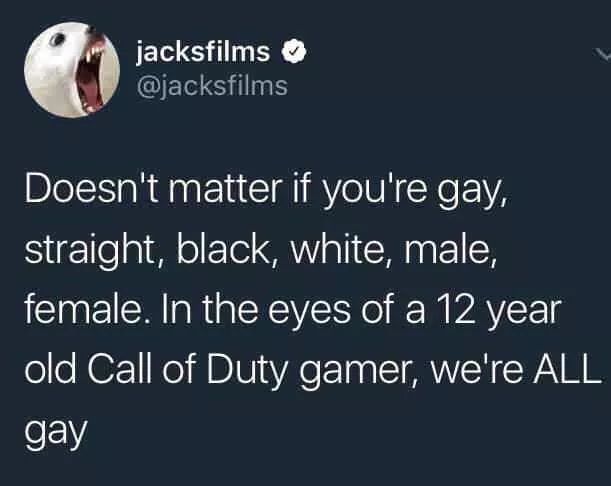 jacksfilms
@jacksfilms
Doesn't matter if you're gay,
straight, black, white, male,
female. In the eyes of a 12 year
old Call of Duty gamer, we're ALL
gay